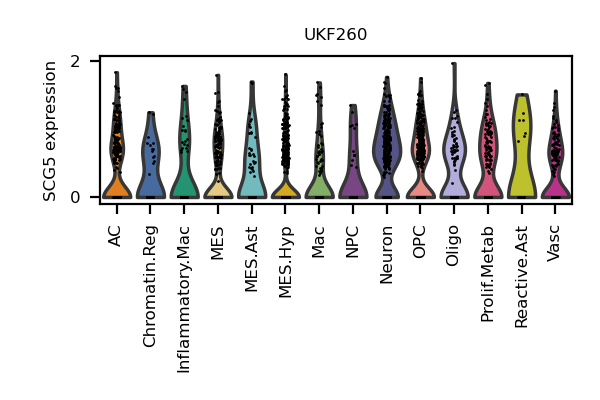 UKF260
SCG5 expression
2
0
AC
Chromatin.Reg
Inflammatory.Mac
MES
MES.Ast
MES.Hyp
Mac
NPC
Neuron
OPC
Oligo
Prolif.Metab
Reactive.Ast
Vasc